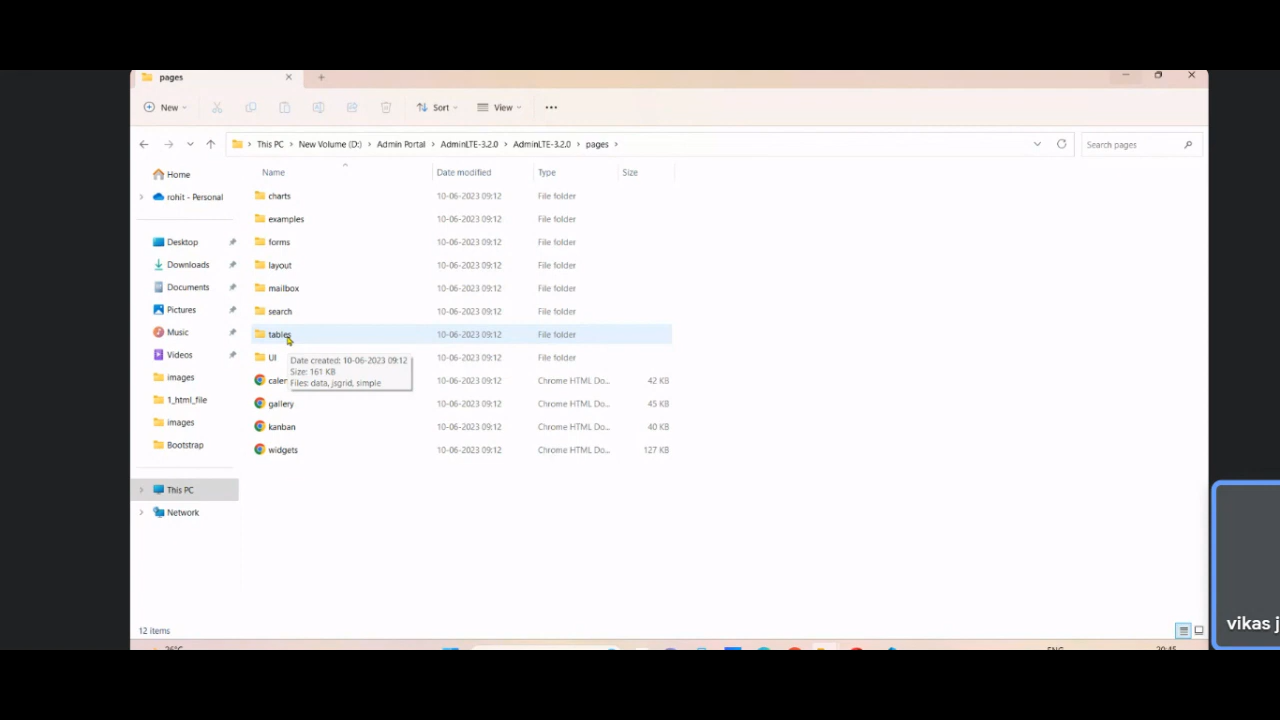 pages
New
Sort
View
This PC New Volume (D:) Admin Portal AdminLTE-3.2.0 AdminLTE-3.2.0 pages
Search pages
Home
rohit - Personal
Desktop
Downloads
Documents
Pictures
Music
Videos
images
1_html_file
images
Bootstrap
This PC
Network
Name Date modified Type Size
charts 10-06-2023 09:12 File folder
examples 10-06-2023 09:12 File folder
forms 10-06-2023 09:12 File folder
layout 10-06-2023 09:12 File folder
mailbox 10-06-2023 09:12 File folder
search 10-06-2023 09:12 File folder
tables 10-06-2023 09:12 File folder
UI 10-06-2023 09:12 File folder
10-06-2023 09:12 Chrome HTML Do... 42 KB
gallery 10-06-2023 09:12 Chrome HTML Do... 45 KB
kanban 10-06-2023 09:12 Chrome HTML Do... 40 KB
widgets 10-06-2023 09:12 Chrome HTML Do... 127 KB
Date created: 10-06-2023 09:12
Size: 161 KB
Files: data, jsgrid, simple
12 items
vikas j